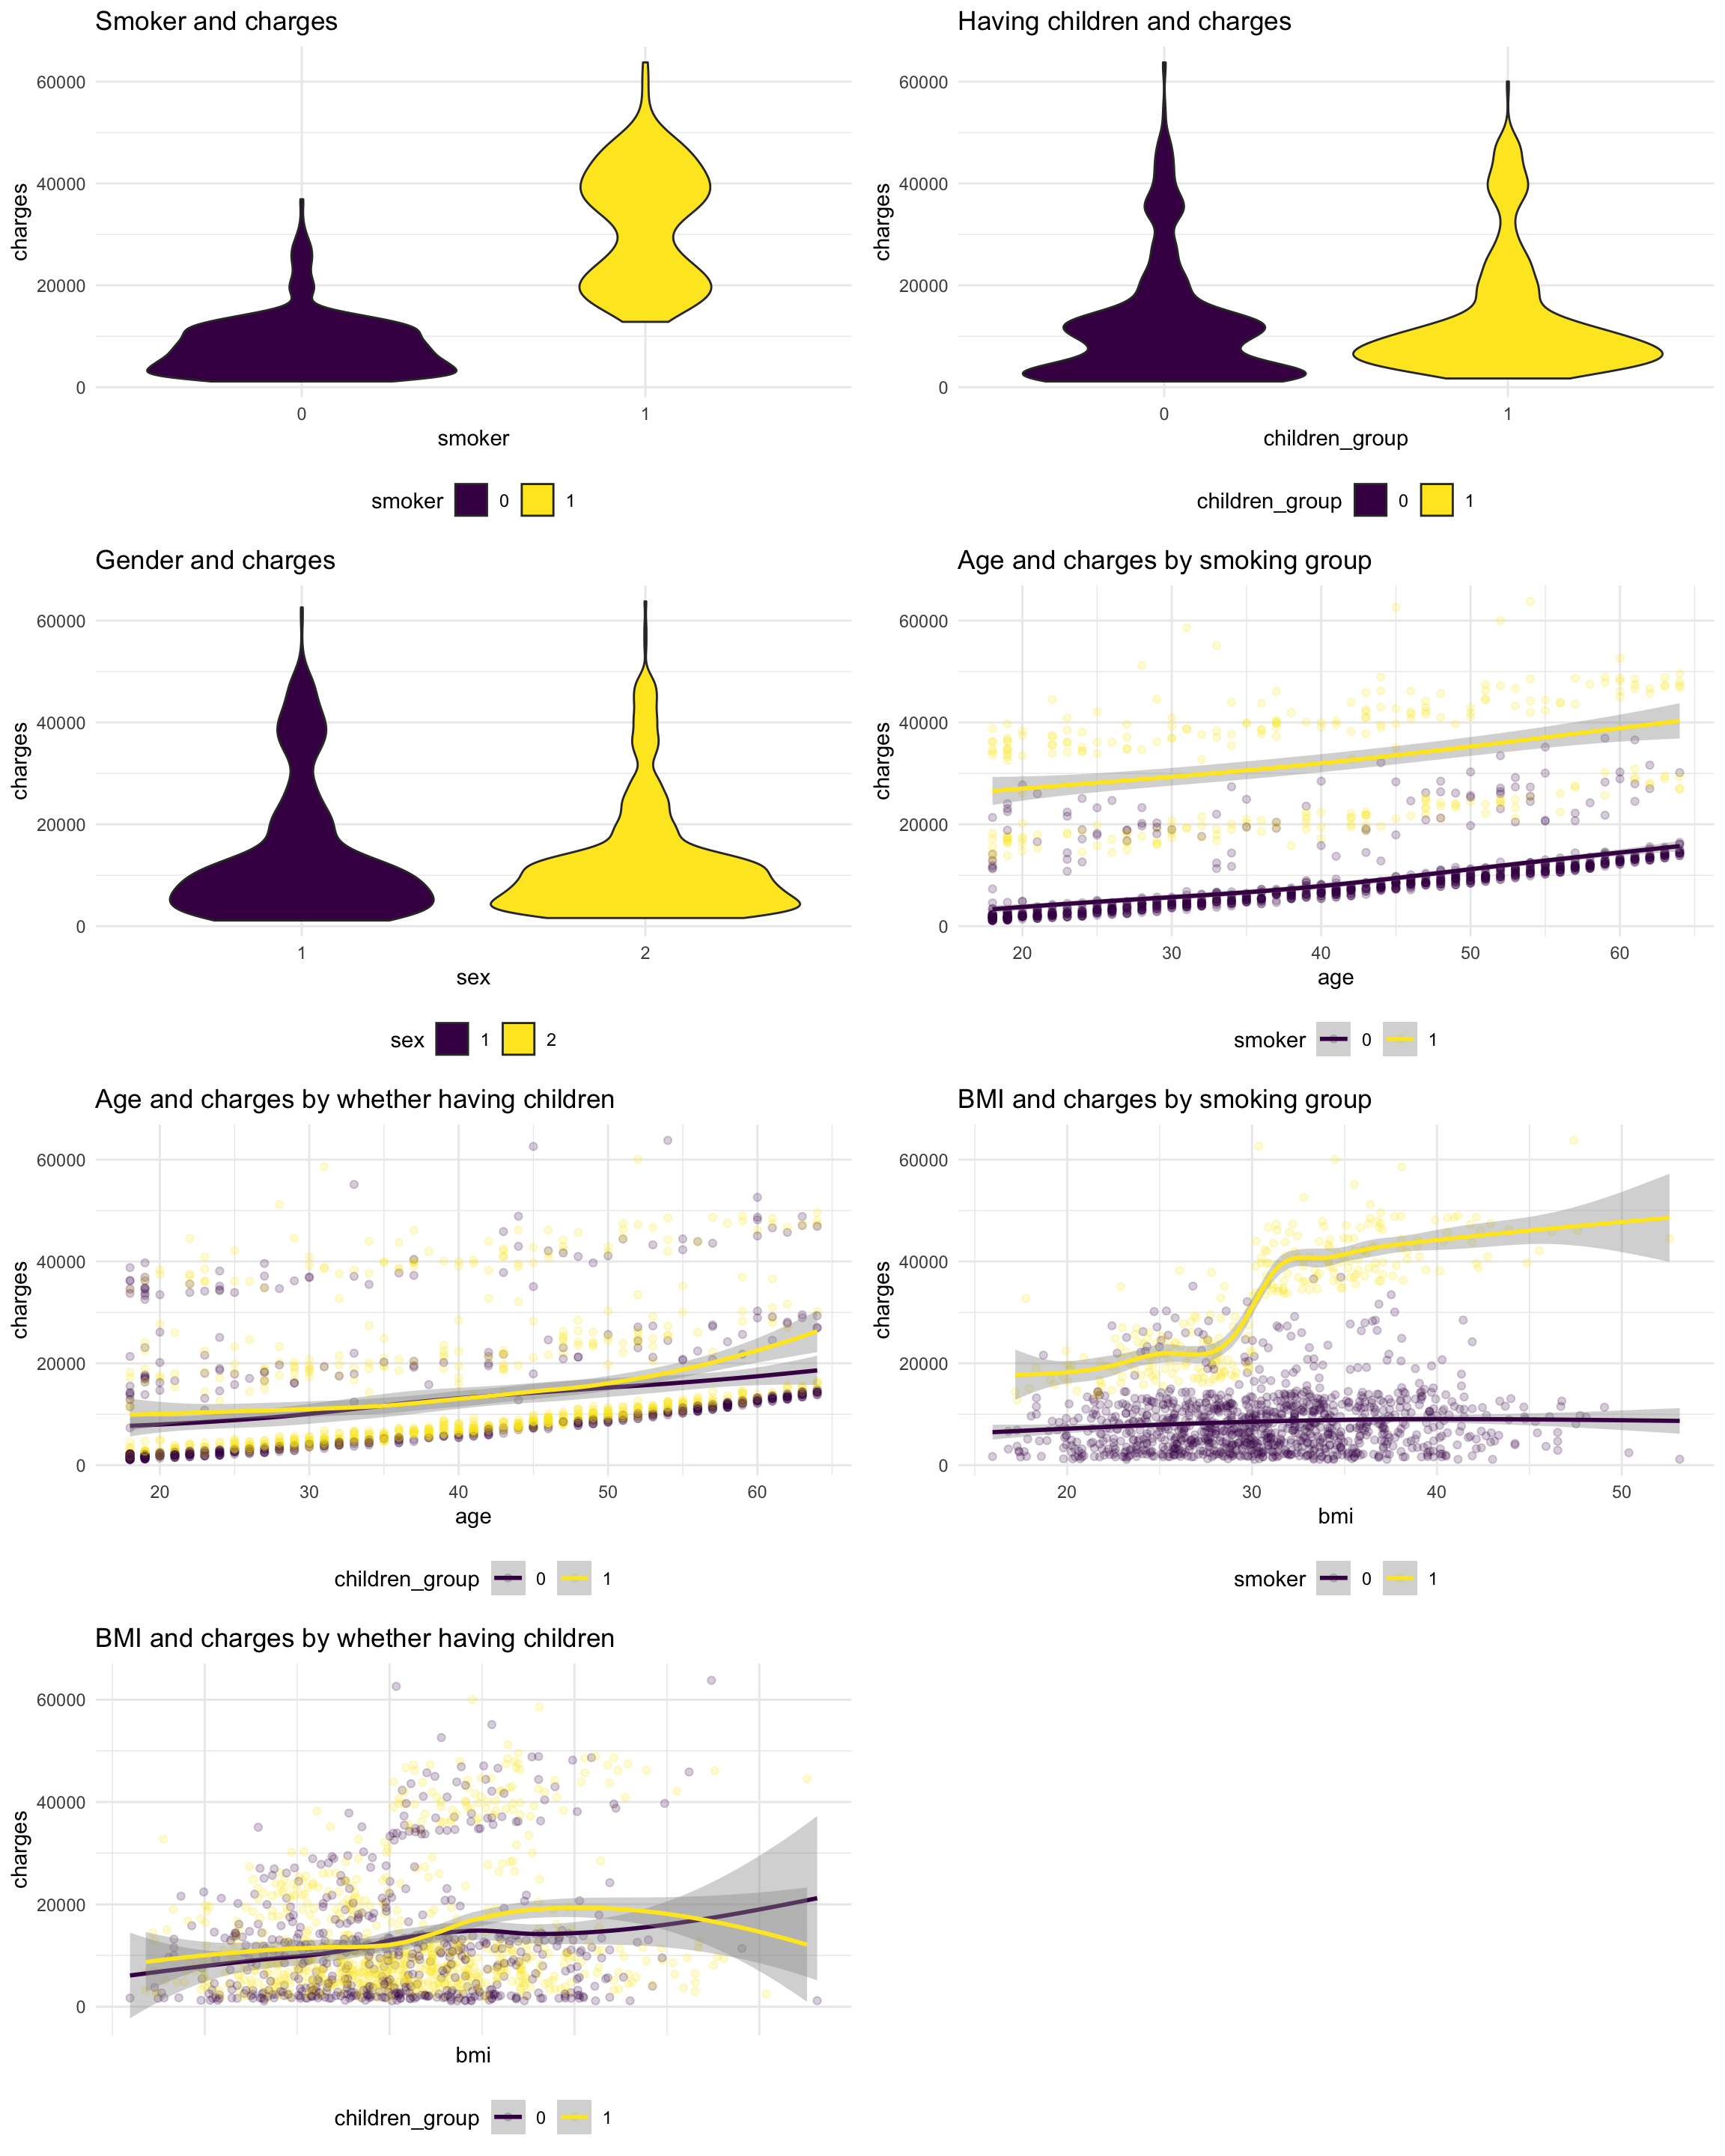 Smoker and charges
60000
40000
20000
0
charges
0 1
smoker
smoker 0 1
Having children and charges
60000
40000
20000
0
charges
0 1
children_group
children_group 0 1
Gender and charges
60000
40000
20000
0
charges
1 2
sex
sex 1 2
Age and charges by smoking group
60000
40000
20000
0
charges
20 30 40 50 60
age
smoker 0 1
Age and charges by whether having children
60000
40000
20000
0
charges
20 30 40 50 60
age
children_group 0 1
BMI and charges by smoking group
60000
40000
20000
0
charges
20 30 40 50
bmi
smoker 0 1
BMI and charges by whether having children
60000
40000
20000
0
charges
bmi
children_group 0 1